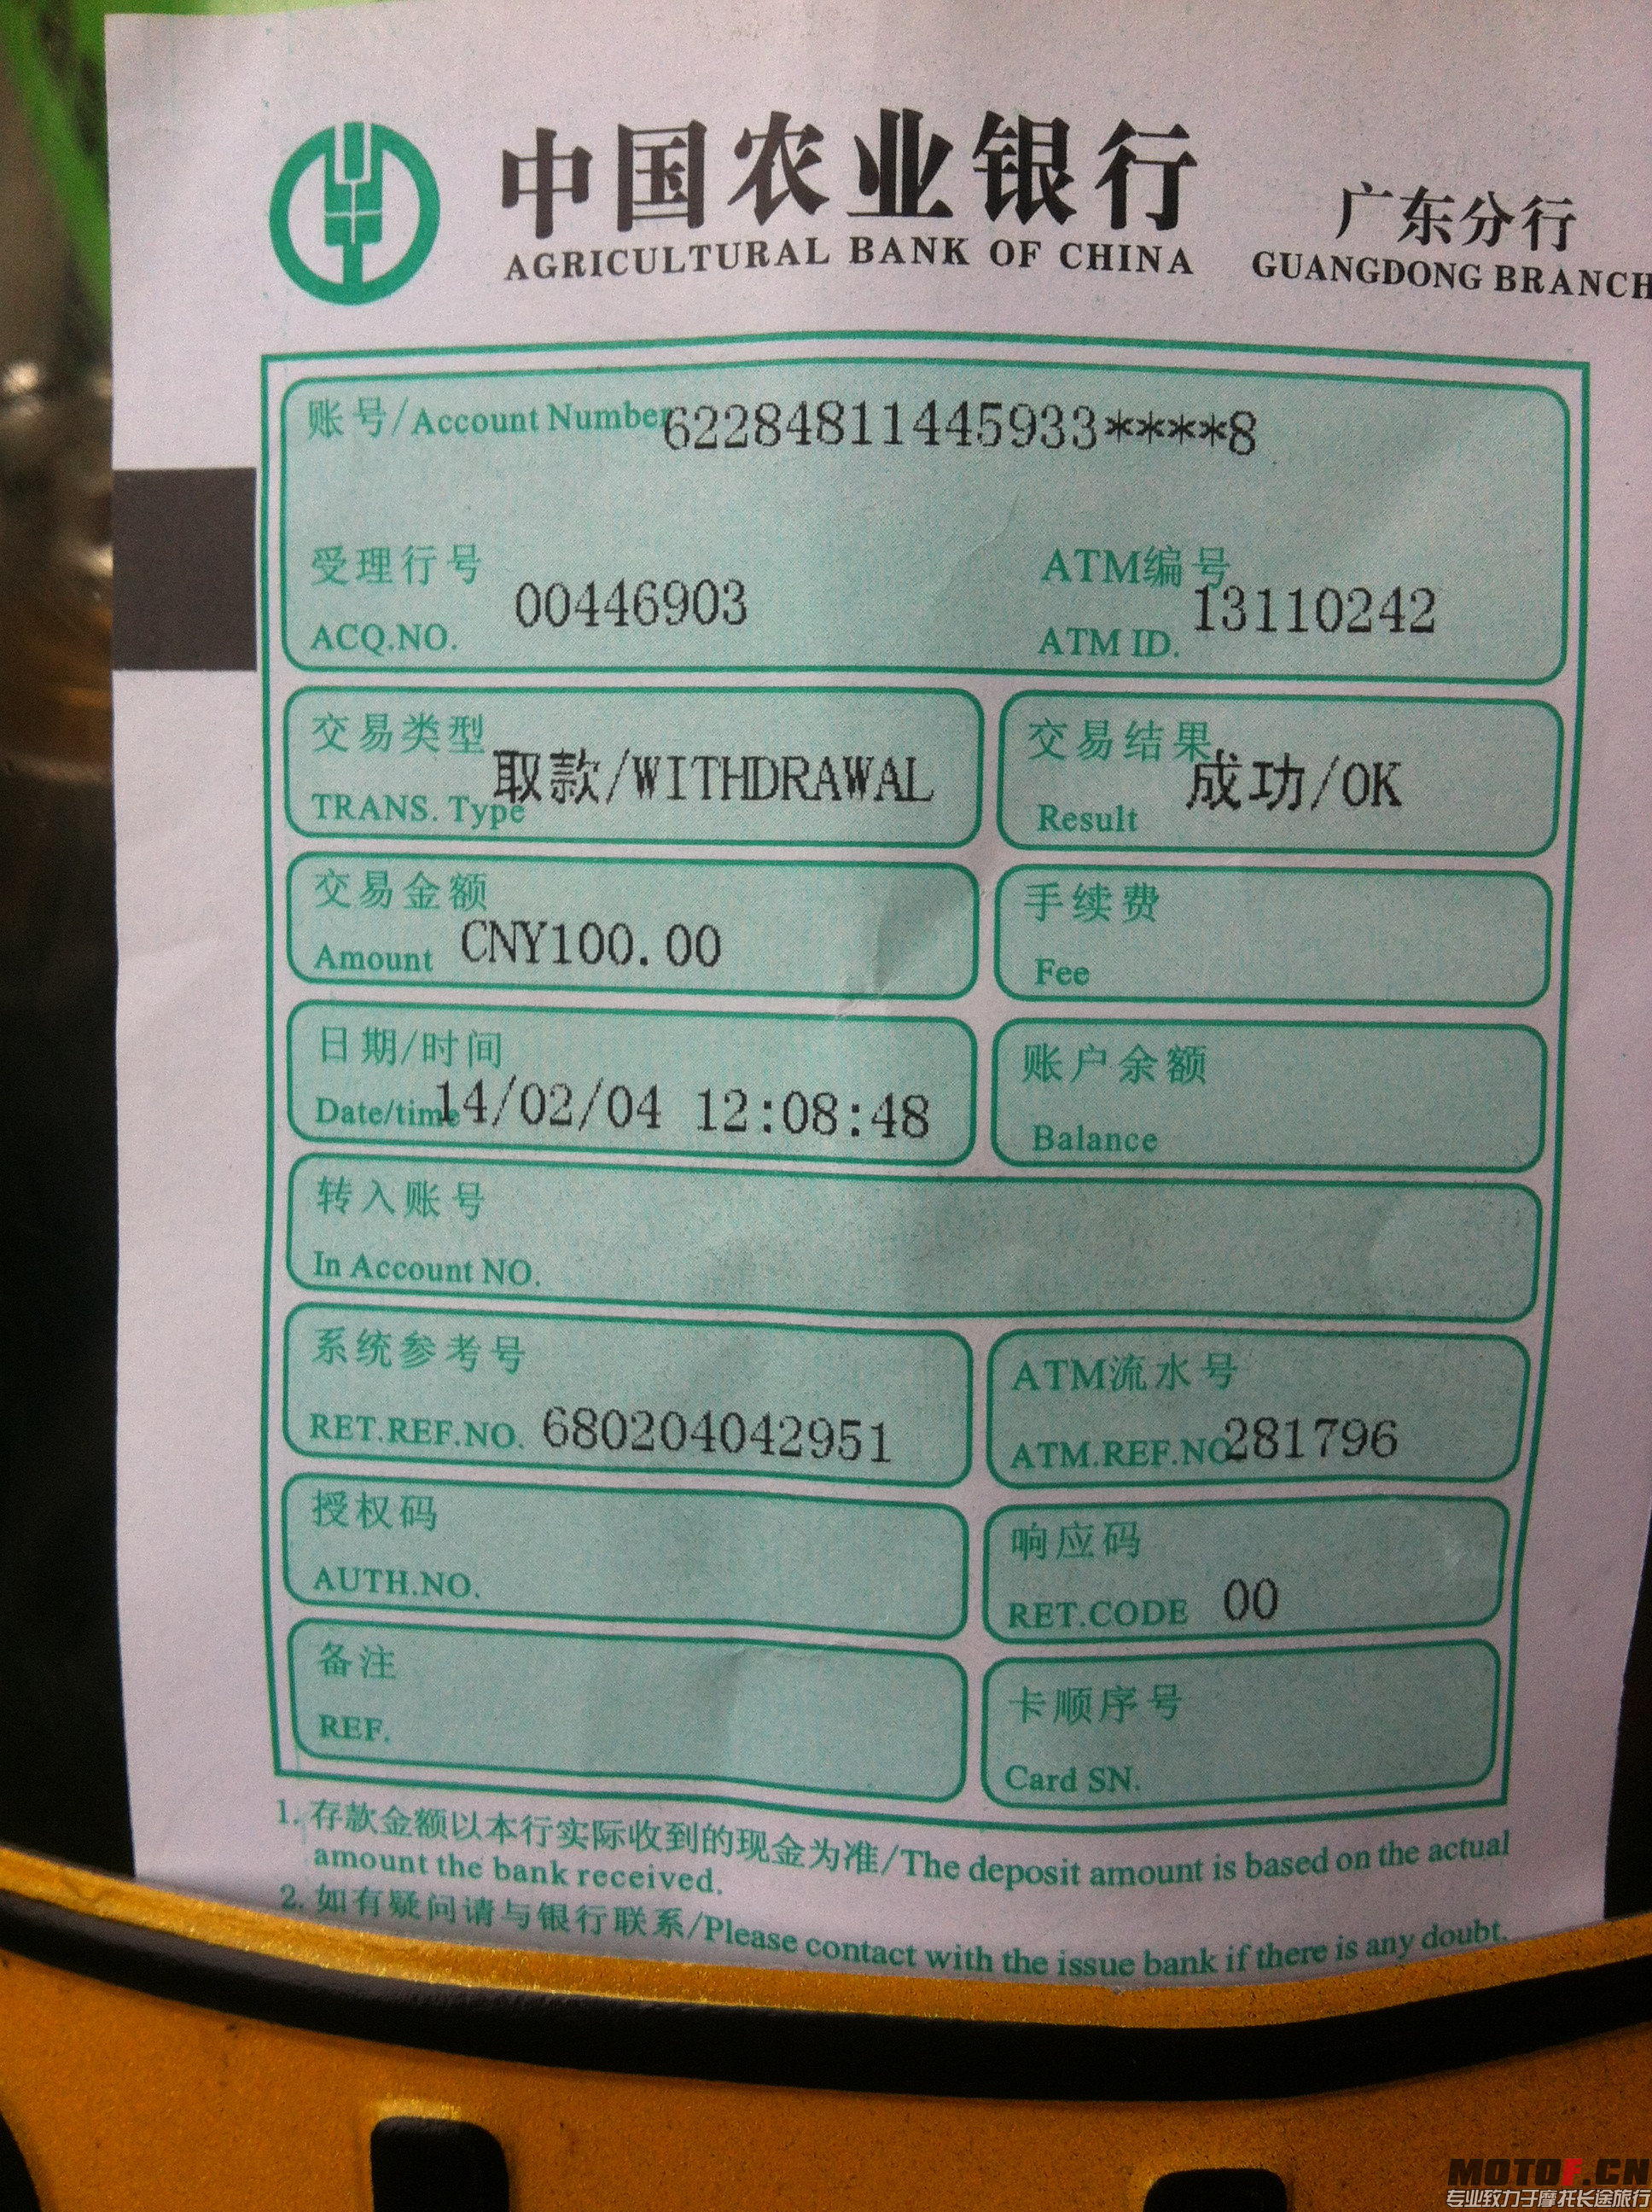 中国农业银行
AGRICULTURAL BANK OF CHINA
广东分行
GUANGDONG BRANCH
账号/Account Number 62284811445933****8
受理行号
ACQ.NO. 00446903
ATM编号
ATM ID. 13110242
交易类型
TRANS. Type 取款/WITHDRAWAL
交易结果
Result 成功/OK
交易金额
Amount CNY100.00
手续费
Fee
日期/时间
Date/time 14/02/04 12:08:48
账户余额
Balance
转入账号
In Account NO.
系统参考号
RET.REF.NO. 680204042951
ATM流水号
ATM.REF.NO 281796
授权码
AUTH.NO.
响应码
RET.CODE 00
备注
REF.
卡顺序号
Card SN.
1. 存款金额以本行实际收到的现金为准/The deposit amount is based on the actual
amount the bank received.
2. 如有疑问请与银行联系/Please contact with the issue bank if there is any doubt.
MOTOF.CN
专业致力于摩托长途旅行